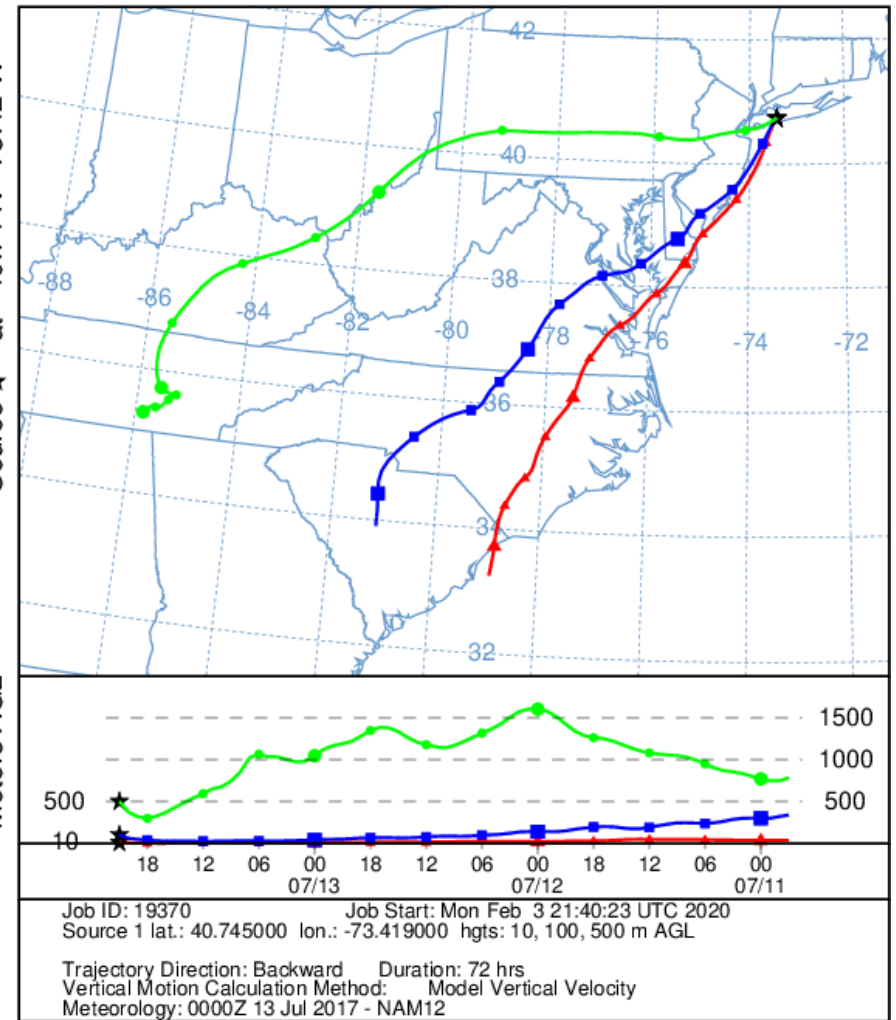 42
40
38
36
34
32
-88
-86
-84
-82
-80
-78
-76
-74
-72
1500
1000
500
500
10
18 12 06 00 18 12 06 00 18 12 06 00
07/13 07/12 07/11
Job ID: 19370 Job Start: Mon Feb 3 21:40:23 UTC 2020
Source 1 lat.: 40.745000 lon.: -73.419000 hgts: 10, 100, 500 m AGL
Trajectory Direction: Backward Duration: 72 hrs
Vertical Motion Calculation Method: Model Vertical Velocity
Meteorology: 0000Z 13 Jul 2017 - NAM12